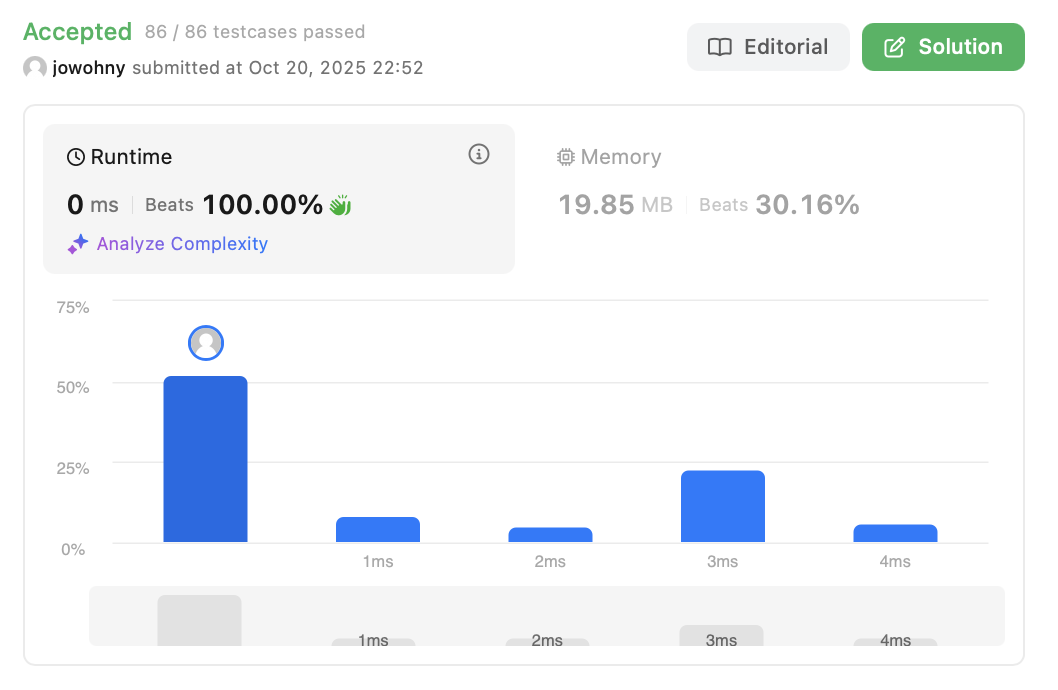 Accepted 86 / 86 testcases passed
jowohny submitted at Oct 20, 2025 22:52
Editorial
Solution
Runtime
0 ms Beats 100.00%
Analyze Complexity
Memory
19.85 MB Beats 30.16%
75%
50%
25%
0%
1ms 2ms 3ms 4ms
1ms 2ms 3ms 4ms